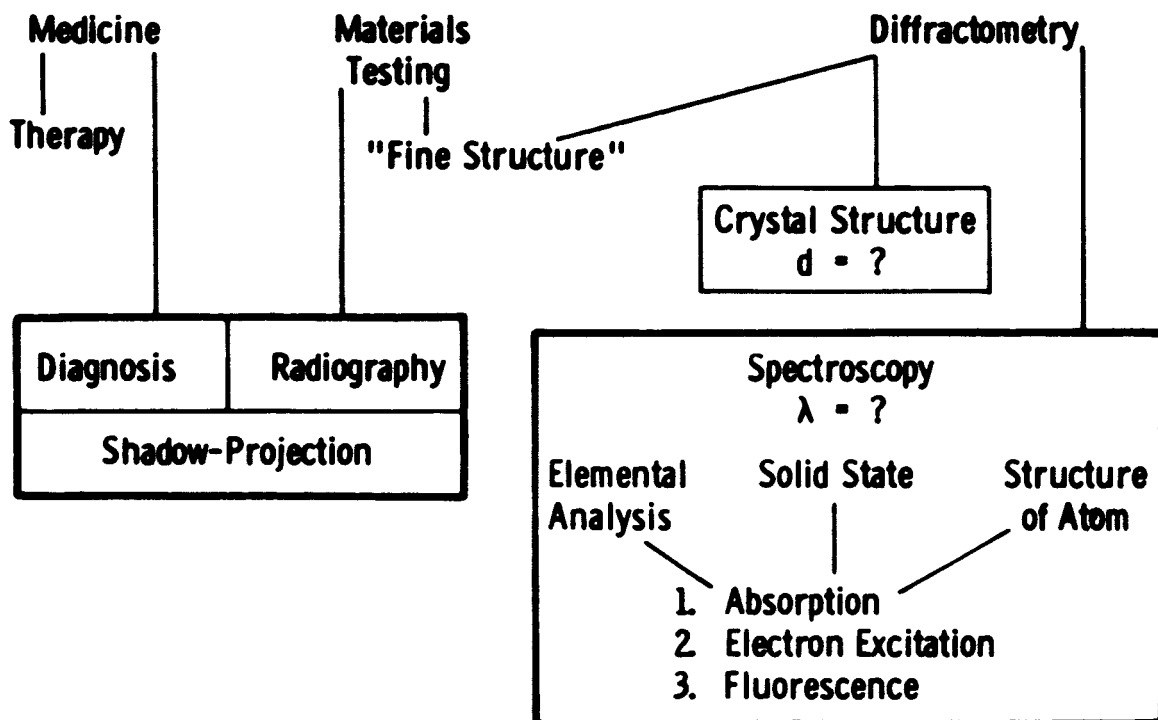 Medicine
Materials
Testing
Diffractometry
Therapy
"Fine Structure"
Crystal Structure
d = ?
Diagnosis
Radiography
Shadow-Projection
Spectroscopy
λ = ?
Elemental
Analysis
Solid State
Structure
of Atom
1. Absorption
2 Electron Excitation
3. Fluorescence